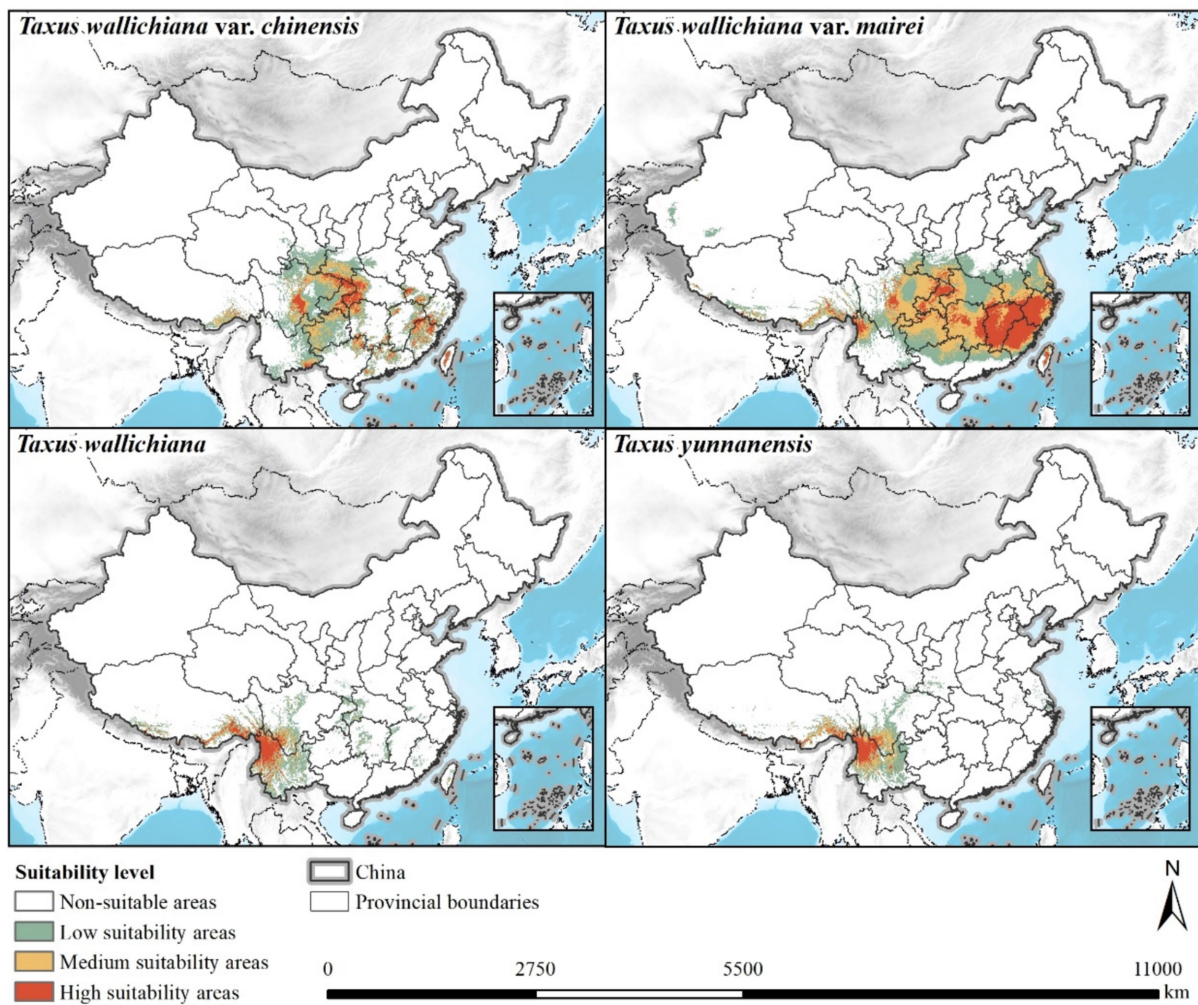 Taxus wallichiana var. chinensis
Taxus wallichiana var. mairei
Taxus wallichiana
Taxus yunnanensis
Suitability level
Non-suitable areas
Low suitability areas
Medium suitability areas
High suitability areas
China
Provincial boundaries
N
0 2750 5500 11000
km